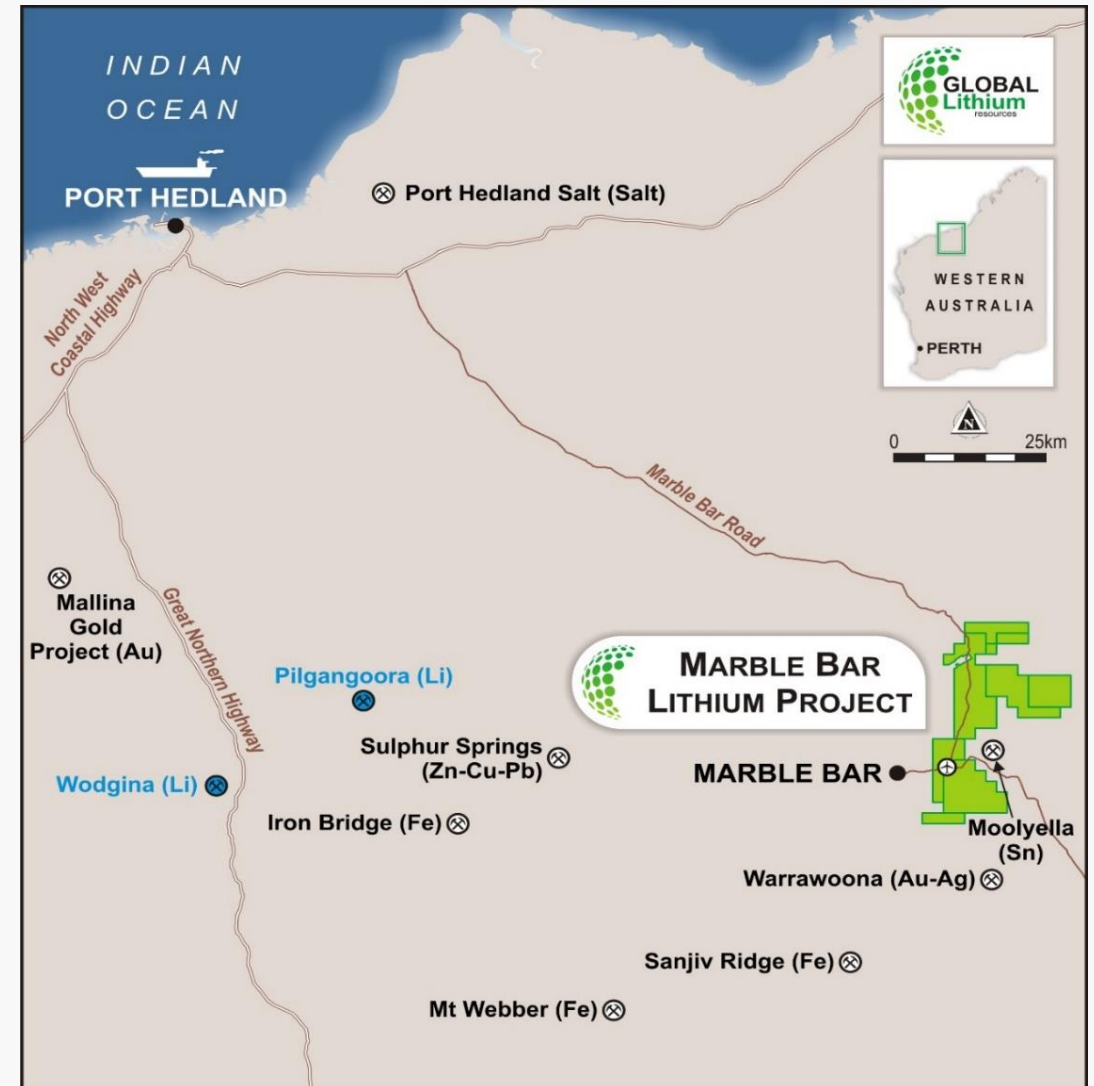 INDIAN
OCEAN
GLOBAL
Lithium
resources
PORT HEDLAND
Port Hedland Salt (Salt)
North West
Coastal Highway
WESTERN
AUSTRALIA
PERTH
N
0 25km
Marble Bar Road
Mallina
Gold
Project (Au)
Great Northern Highway
Pilgangoora (Li)
MARBLE BAR
LITHIUM PROJECT
Sulphur Springs
(Zn-Cu-Pb)
Wodgina (Li)
MARBLE BAR
Iron Bridge (Fe)
Moolyella
(Sn)
Warrawoona (Au-Ag)
Sanjiv Ridge (Fe)
Mt Webber (Fe)